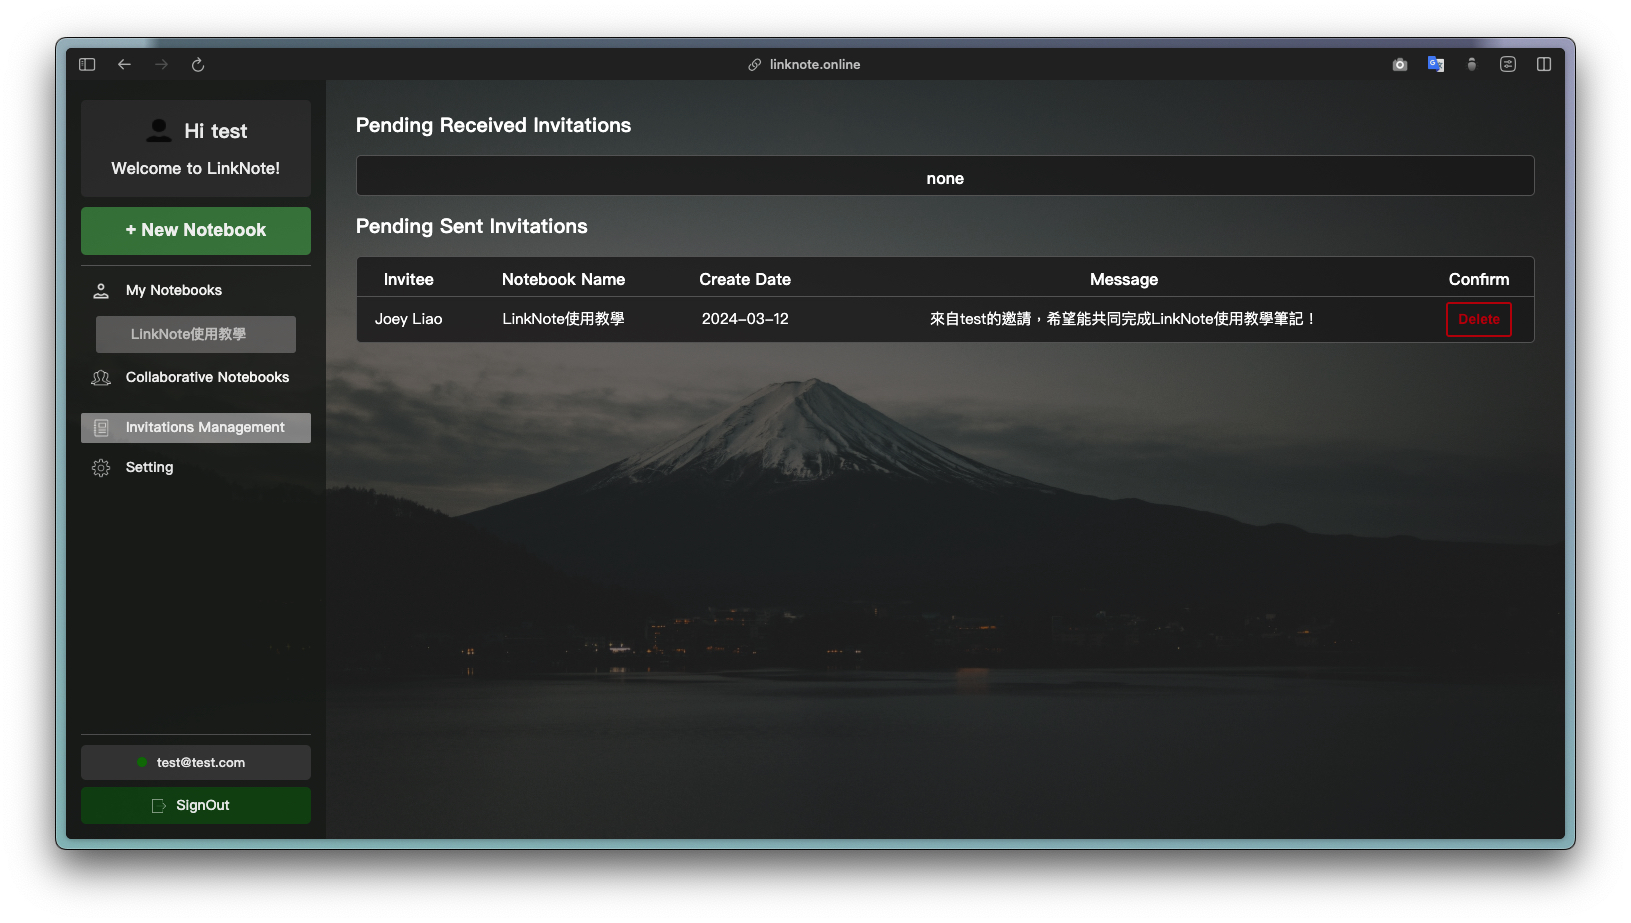 linknote.online
Hi test
Welcome to LinkNote!
+ New Notebook
My Notebooks
LinkNote使用教學
Collaborative Notebooks
Invitations Management
Setting
test@test.com
SignOut
Pending Received Invitations
none
Pending Sent Invitations
Invitee Notebook Name Create Date Message Confirm
Joey Liao LinkNote使用教學 2024-03-12 來自test的邀請，希望能共同完成LinkNote使用教學筆記！ Delete